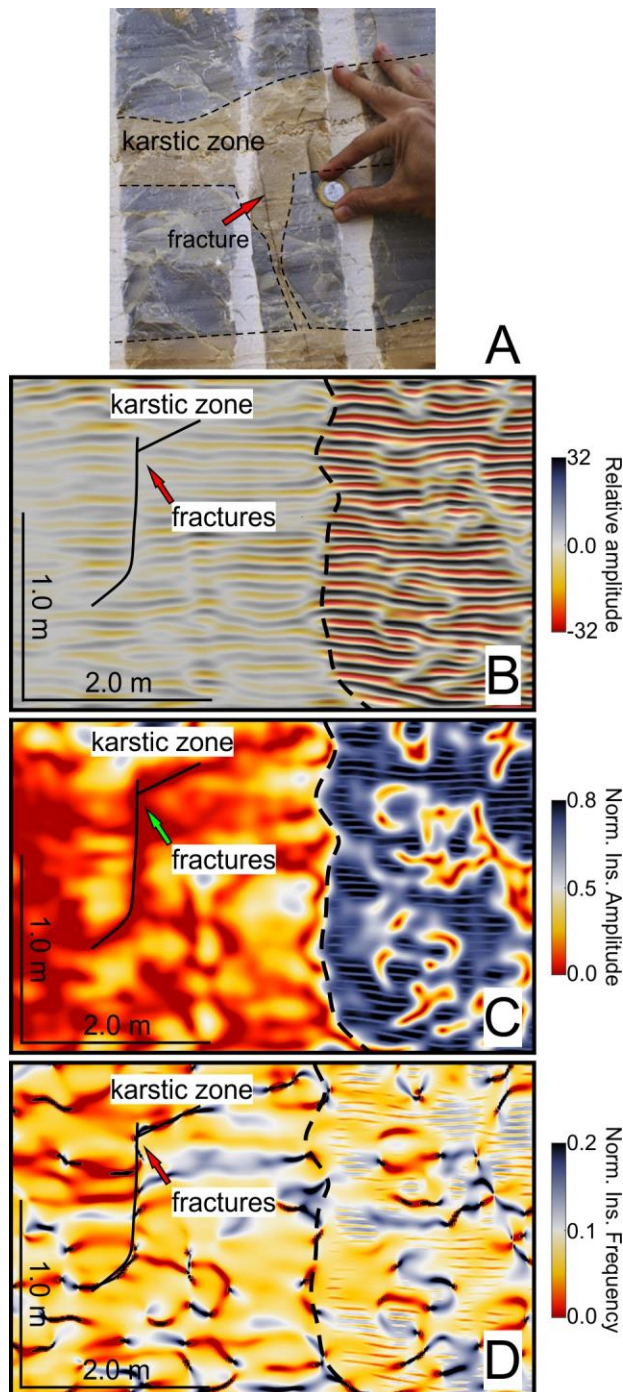 karstic zone
fracture
A
karstic zone
fractures
1.0 m
2.0 m
B
32
0.0
-32
Relative amplitude
karstic zone
fractures
1.0 m
2.0 m
C
0.8
0.5
0.0
Norm. Ins. Amplitude
karstic zone
fractures
1.0 m
2.0 m
D
0.2
0.1
0.0
Norm. Ins. Frequency